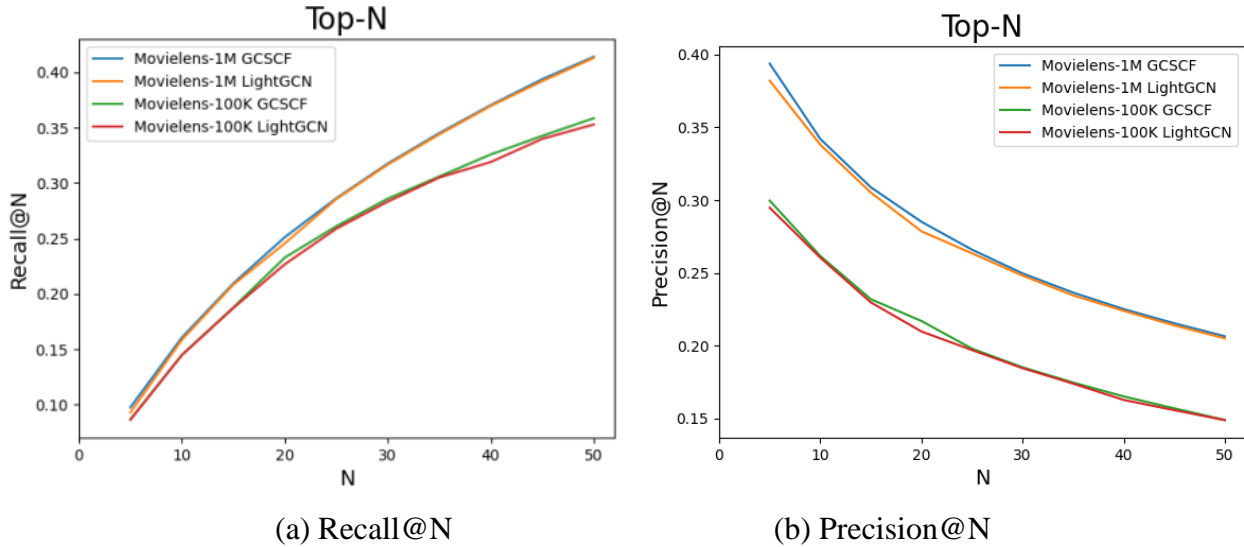 Top-N
Movielens-1M GCSCF
Movielens-1M LightGCN
Movielens-100K GCSCF
Movielens-100K LightGCN
0.40
0.35
0.30
0.25
0.20
0.15
0.10
Recall@N
0 10 20 30 40 50
N
(a) Recall@N
Top-N
Movielens-1M GCSCF
Movielens-1M LightGCN
Movielens-100K GCSCF
Movielens-100K LightGCN
0.40
0.35
0.30
0.25
0.20
0.15
Precision@N
0 10 20 30 40 50
N
(b) Precision@N